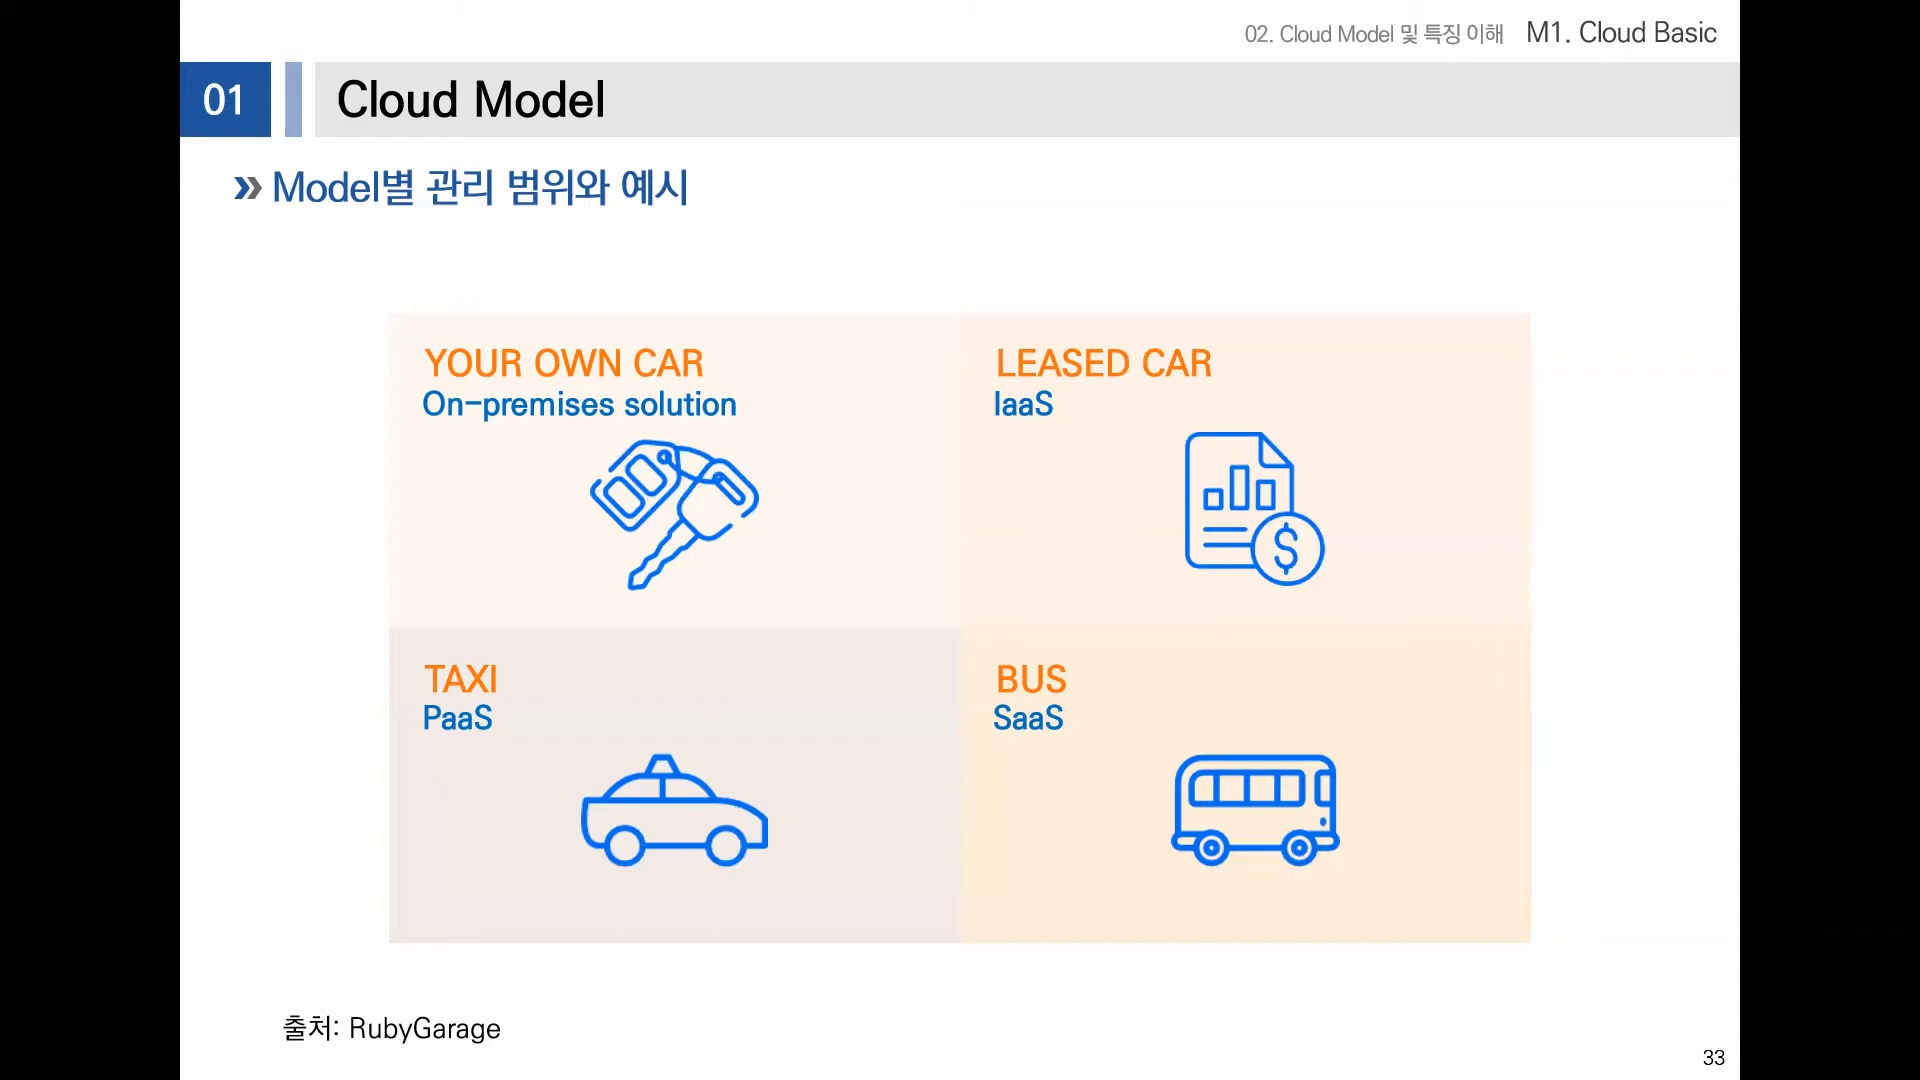 02. Cloud Model 및 특징 이해 M1. Cloud Basic
01 Cloud Model
» Model별 관리 범위와 예시
YOUR OWN CAR
On-premises solution
LEASED CAR
IaaS
$
TAXI
PaaS
BUS
SaaS
출처: RubyGarage
33